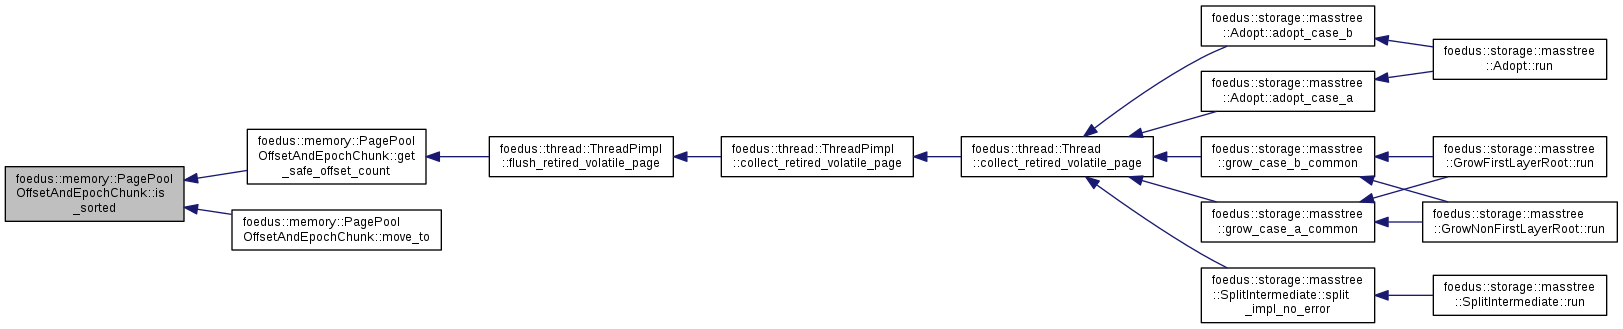 foedus::memory::PagePool
OffsetAndEpochChunk::is
_sorted
foedus::memory::PagePool
OffsetAndEpochChunk::get
_safe_offset_count
foedus::memory::PagePool
OffsetAndEpochChunk::move_to
foedus::thread::ThreadPimpl
::flush_retired_volatile_page
foedus::thread::ThreadPimpl
::collect_retired_volatile_page
foedus::thread::Thread
::collect_retired_volatile_page
foedus::storage::masstree
::Adopt::adopt_case_b
foedus::storage::masstree
::Adopt::adopt_case_a
foedus::storage::masstree
::grow_case_b_common
foedus::storage::masstree
::grow_case_a_common
foedus::storage::masstree
::SplitIntermediate::split
_impl_no_error
foedus::storage::masstree
::Adopt::run
foedus::storage::masstree
::GrowFirstLayerRoot::run
foedus::storage::masstree
::GrowNonFirstLayerRoot::run
foedus::storage::masstree
::SplitIntermediate::run